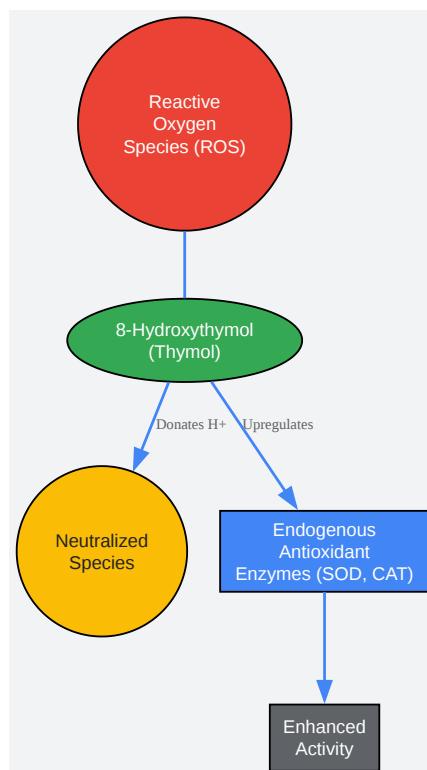 Reactive
Oxygen
Species (ROS)
8-Hydroxythymol
(Thymol)
Donates H+
Upregulates
Neutralized
Species
Endogenous
Antioxidant
Enzymes (SOD, CAT)
Enhanced
Activity